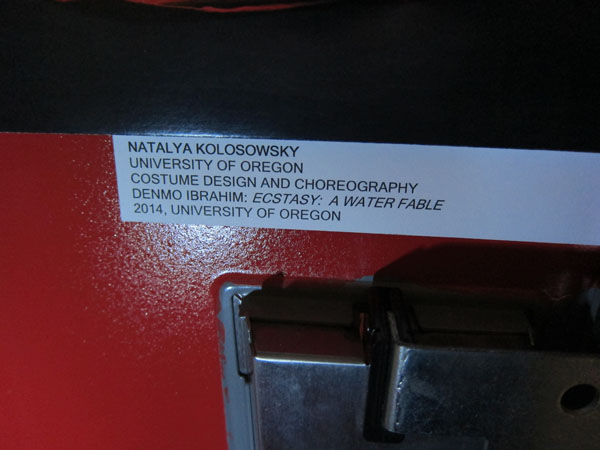 NATALYA KOLOSOWSKY
UNIVERSITY OF OREGON
COSTUME DESIGN AND CHOREOGRAPHY
DENMO IBRAHIM: ECSTASY: A WATER FABLE
2014, UNIVERSITY OF OREGON